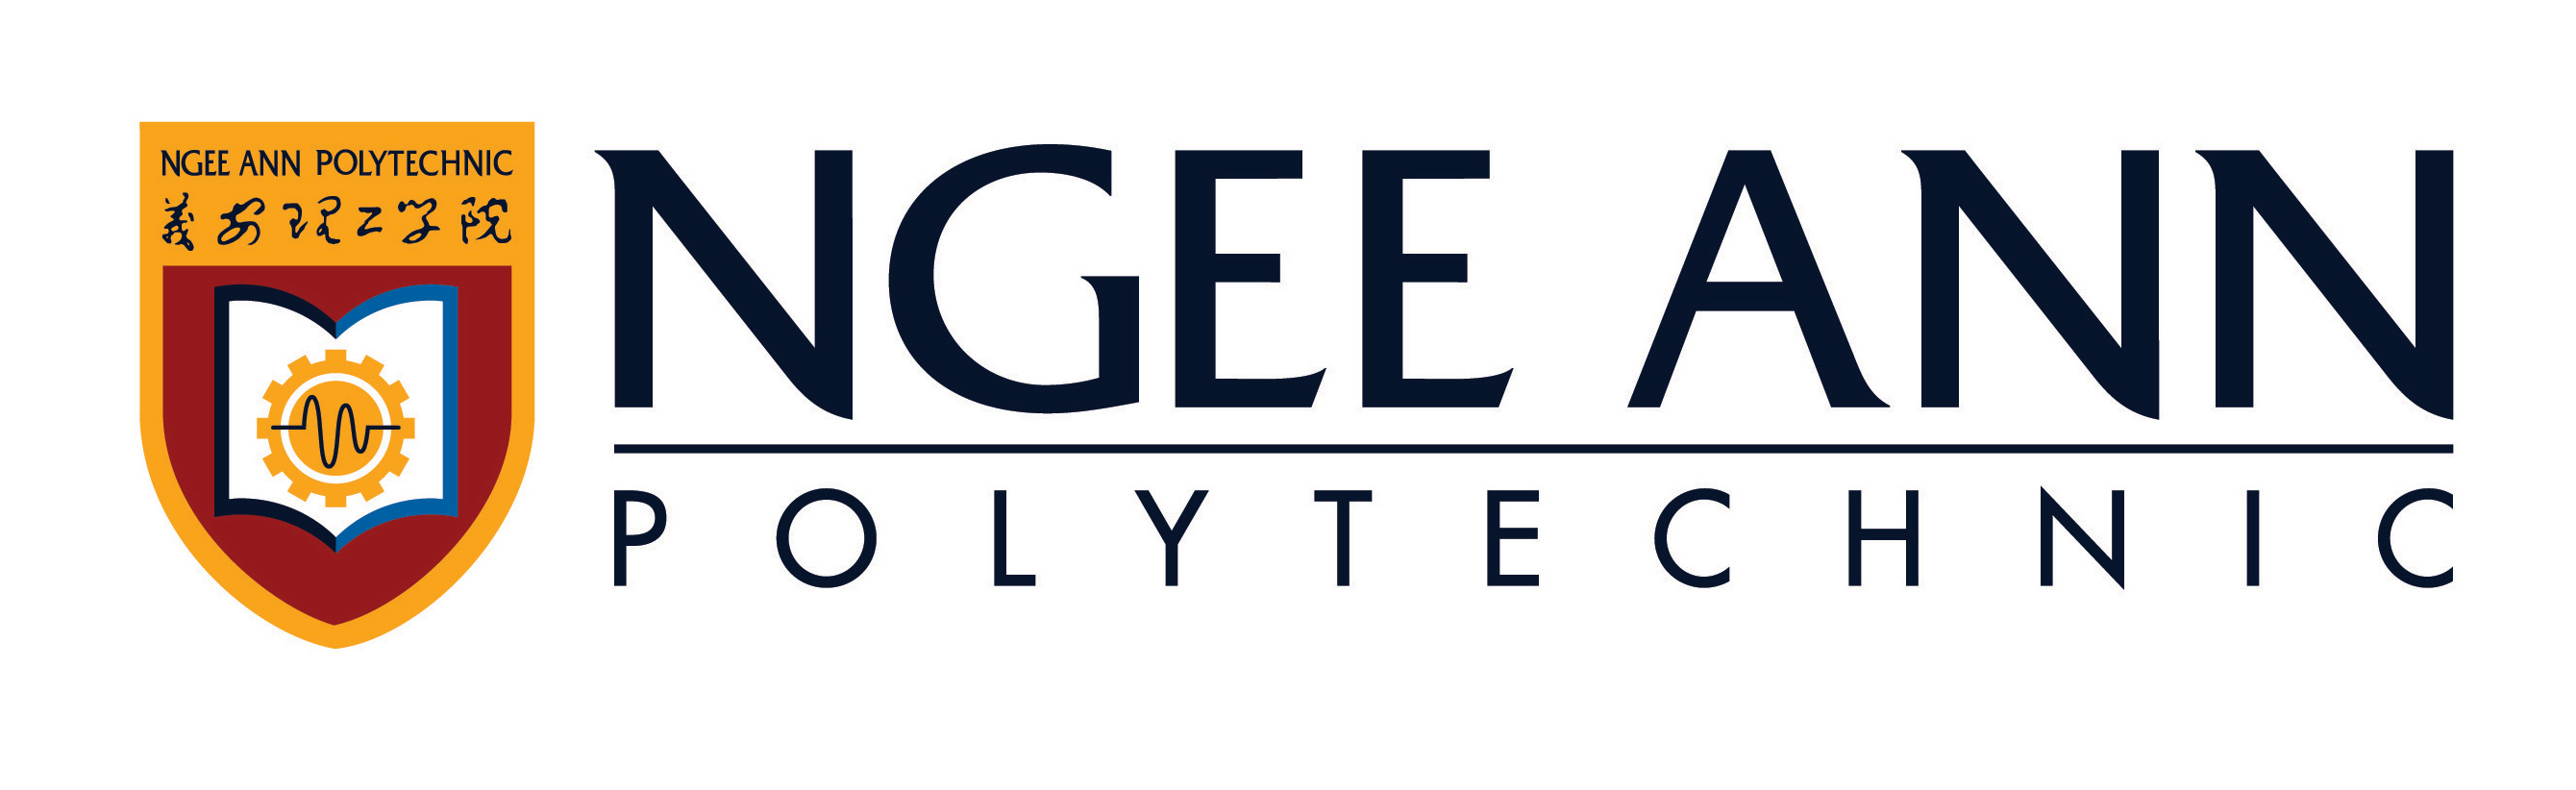 NGEE ANN POLYTECHNIC
義安理工学院
NGEE ANN
POLYTECHNIC